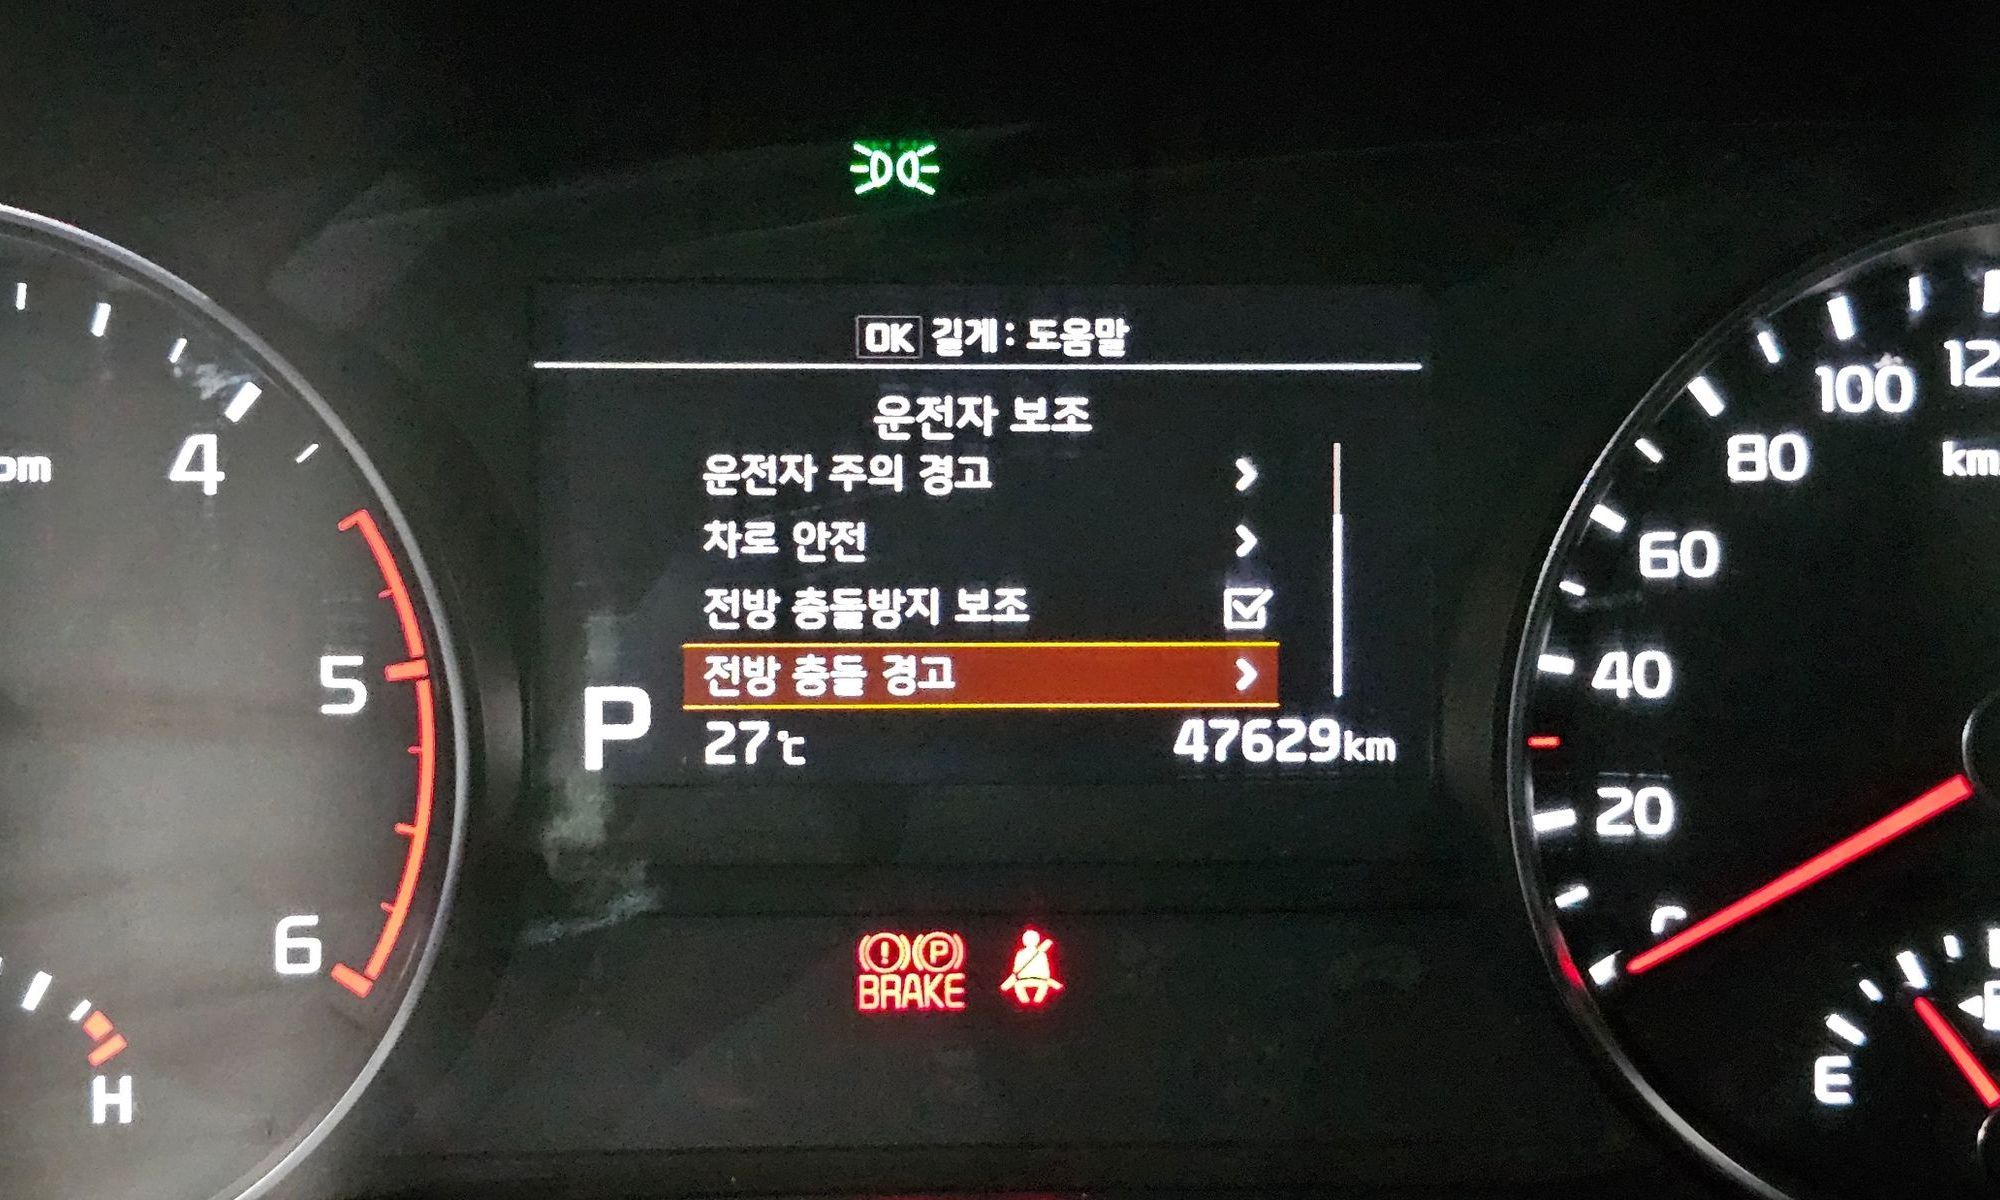 OK 길게 : 도움말
운전자 보조
운전자 주의 경고
차로 안전
전방 충돌방지 보조
전방 충돌 경고
P
27℃ 47629km
BRAKE
4
5
6
H
100
80
60
40
20
E